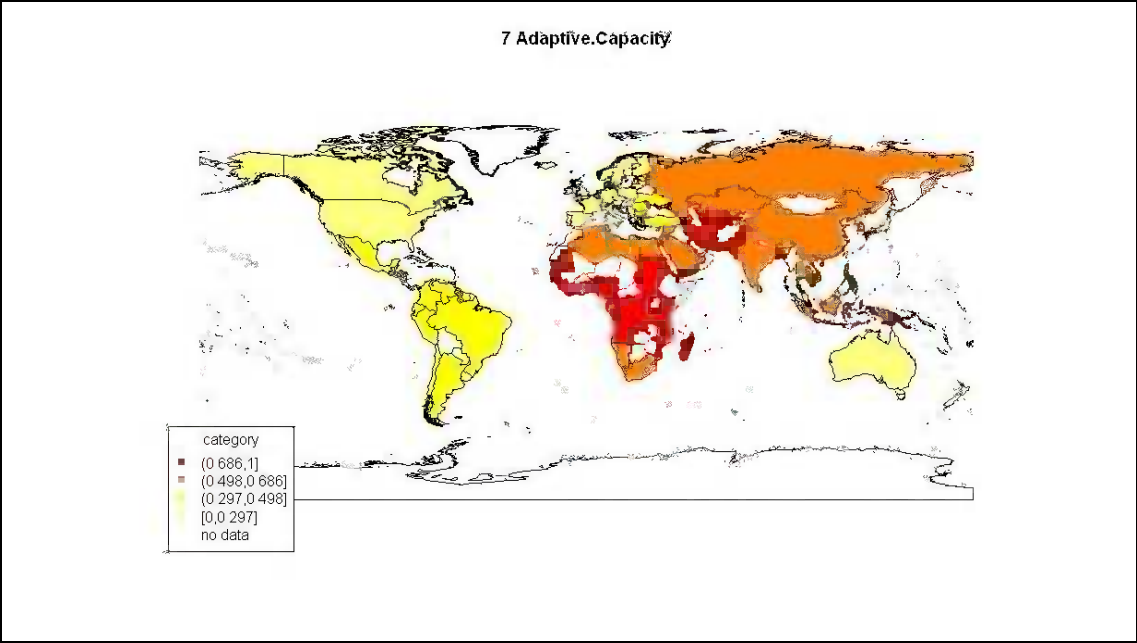 7 Adaptive.Capacity
category
(0 686,1]
(0 498,0 686]
(0 297,0 498]
[0,0 297]
no data